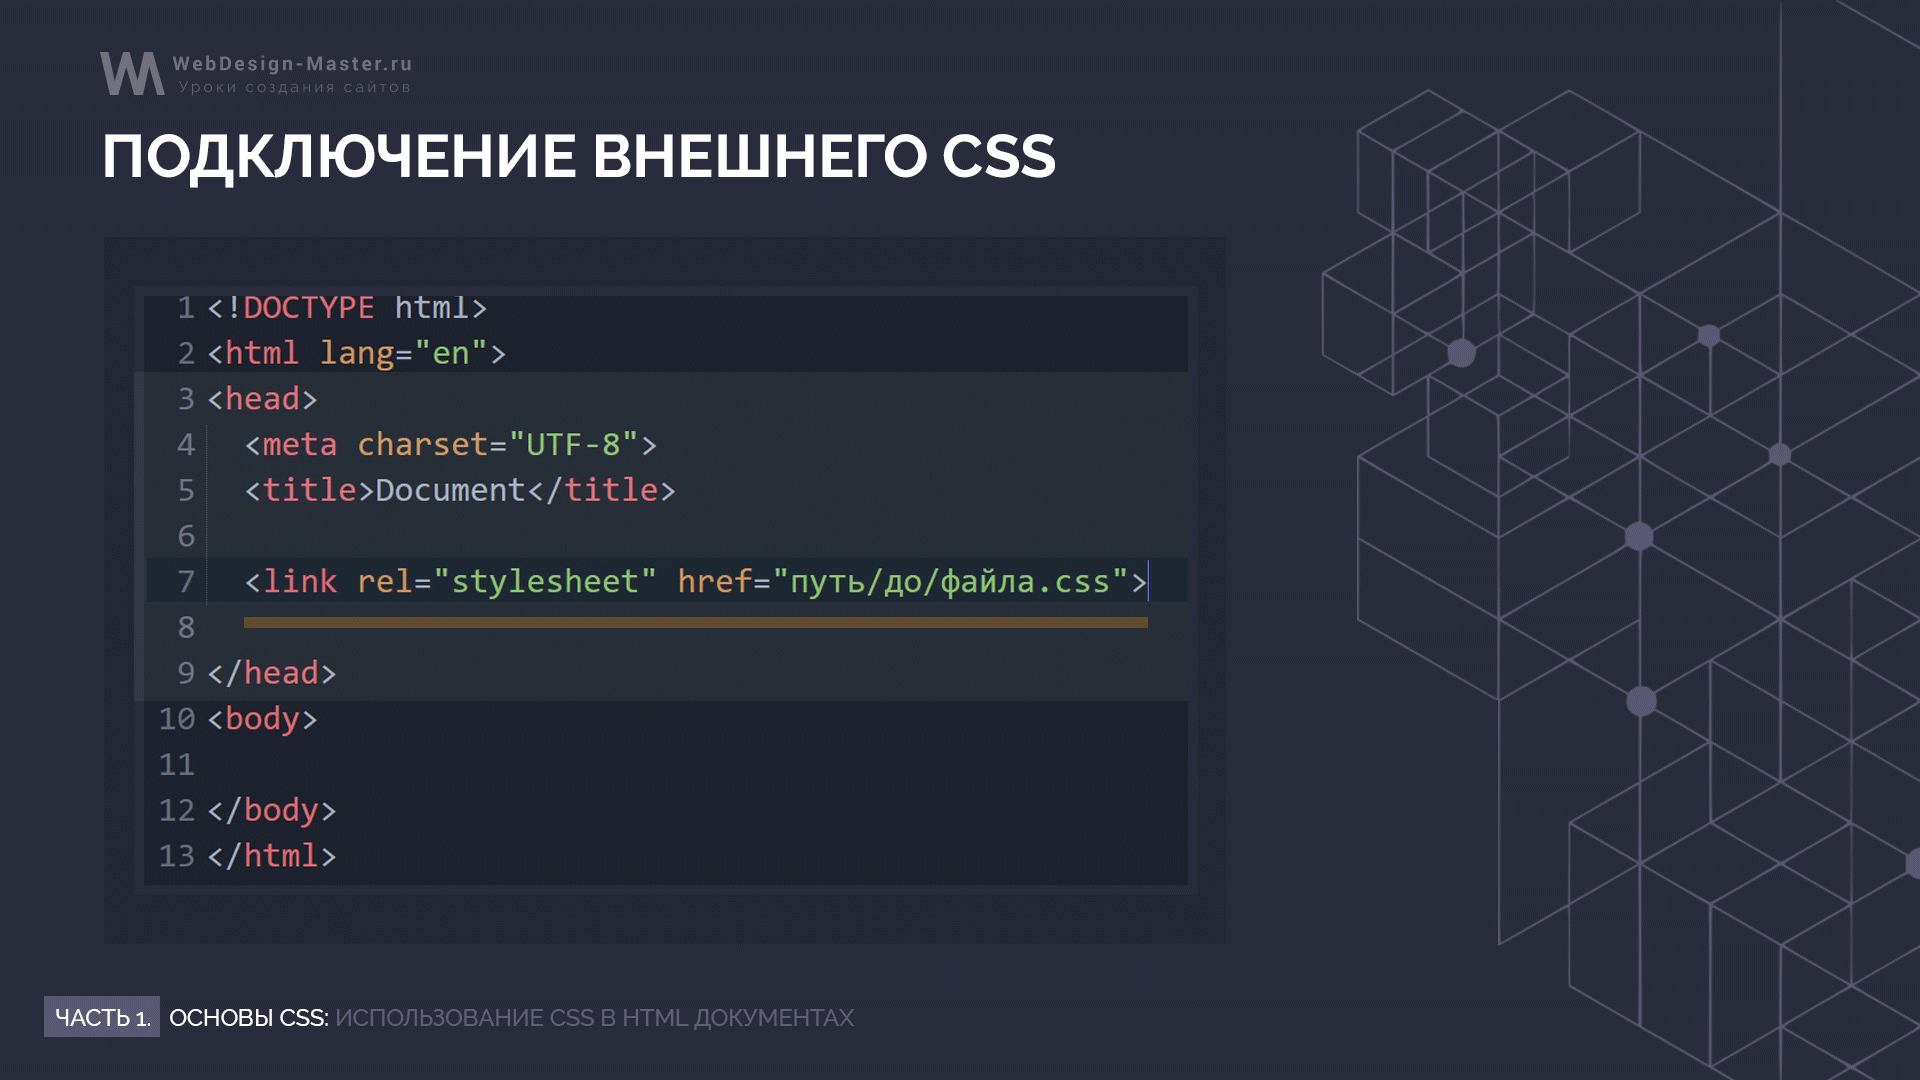 WebDesign-Master.ru
Уроки создания сайтов
ПОДКЛЮЧЕНИЕ ВНЕШНЕГО CSS
1 <!DOCTYPE html>
2 <html lang="en">
3 <head>
4 <meta charset="UTF-8">
5 <title>Document</title>
6
7 <link rel="stylesheet" href="путь/до/файла.css">
8
9 </head>
10 <body>
11
12 </body>
13 </html>
ЧАСТЬ 1. ОСНОВЫ CSS: ИСПОЛЬЗОВАНИЕ CSS В HTML ДОКУМЕНТАХ